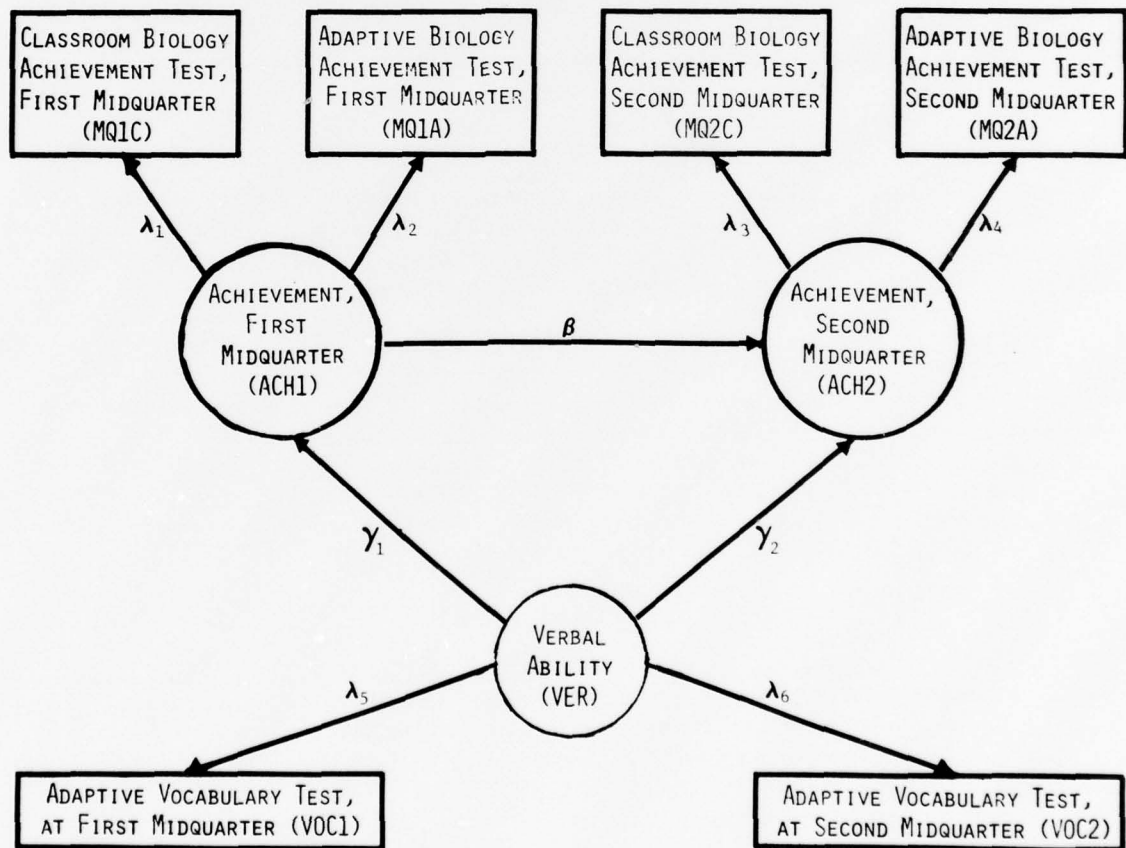 CLASSROOM BIOLOGY
ACHIEVEMENT TEST,
FIRST MIDQUARTER
(MQ1C)
ADAPTIVE BIOLOGY
ACHIEVEMENT TEST,
FIRST MIDQUARTER
(MQ1A)
CLASSROOM BIOLOGY
ACHIEVEMENT TEST,
SECOND MIDQUARTER
(MQ2C)
ADAPTIVE BIOLOGY
ACHIEVEMENT TEST,
SECOND MIDQUARTER
(MQ2A)
λ1
λ2
λ3
λ4
ACHIEVEMENT,
FIRST
MIDQUARTER
(ACH1)
β
ACHIEVEMENT,
SECOND
MIDQUARTER
(ACH2)
γ1
γ2
VERBAL
ABILITY
(VER)
λ5
λ6
ADAPTIVE VOCABULARY TEST,
AT FIRST MIDQUARTER (VOC1)
ADAPTIVE VOCABULARY TEST,
AT SECOND MIDQUARTER (VOC2)